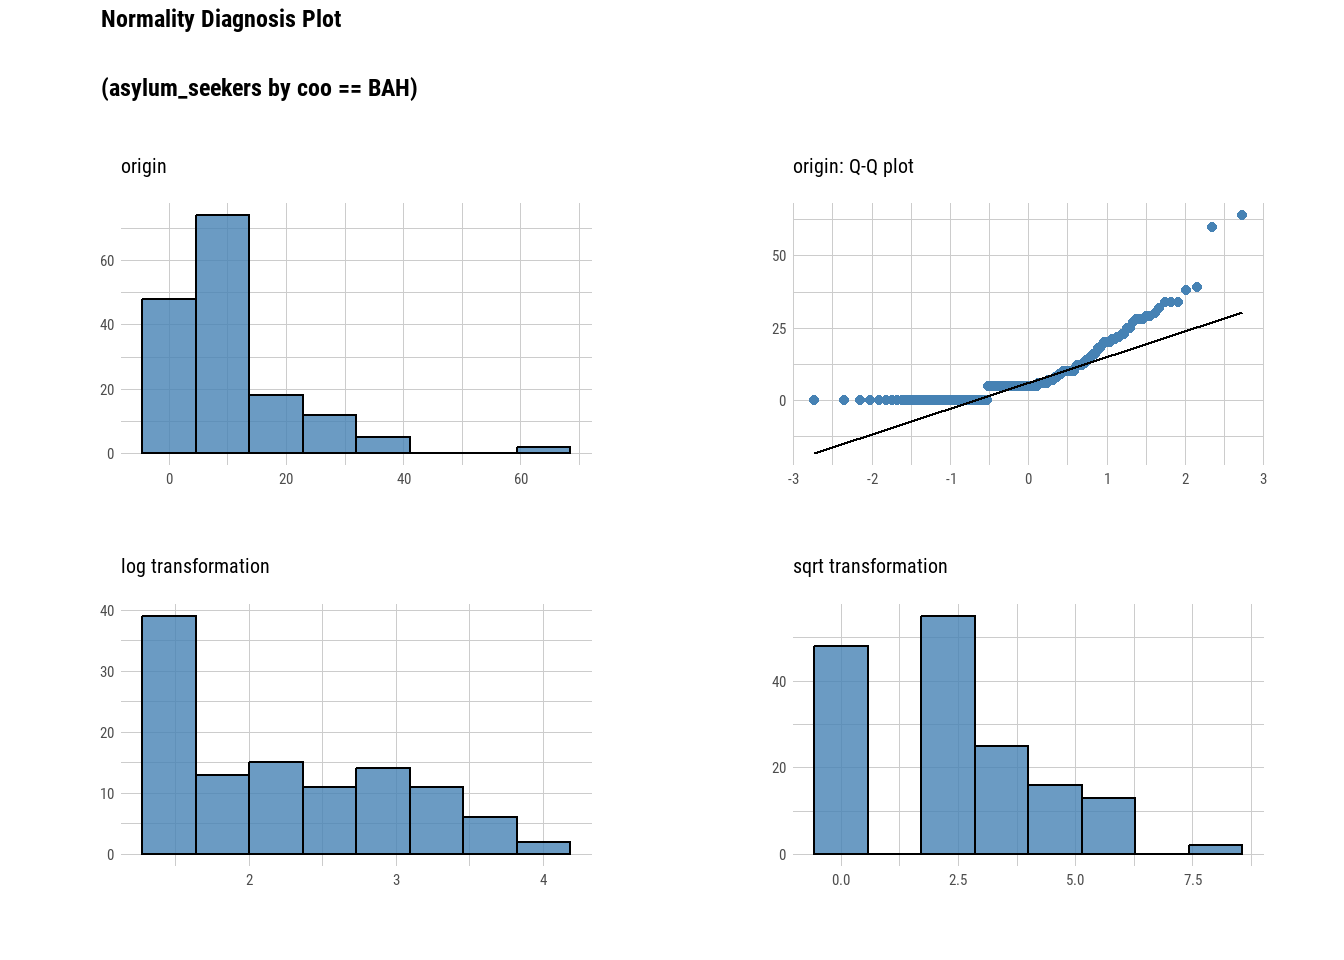 Normality Diagnosis Plot
(asylum_seekers by coo == BAH)
origin
60
40
20
0
0 20 40 60
origin: Q-Q plot
50
25
0
-3 -2 -1 0 1 2 3
log transformation
40
30
20
10
0
2 3 4
sqrt transformation
40
20
0
0.0 2.5 5.0 7.5